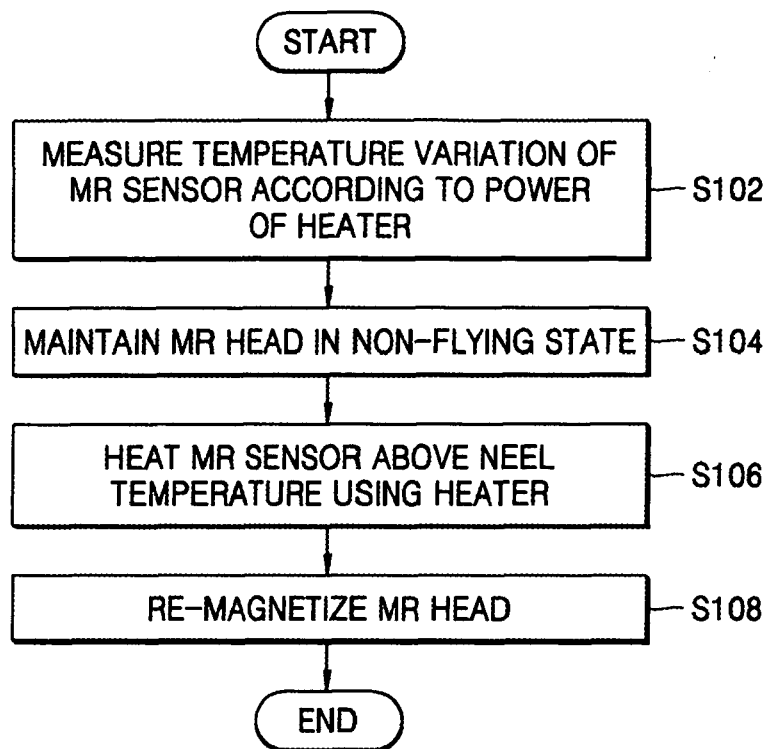 START
MEASURE TEMPERATURE VARIATION OF
MR SENSOR ACCORDING TO POWER
OF HEATER
S102
MAINTAIN MR HEAD IN NON-FLYING STATE
S104
HEAT MR SENSOR ABOVE NEEL
TEMPERATURE USING HEATER
S106
RE-MAGNETIZE MR HEAD
S108
END